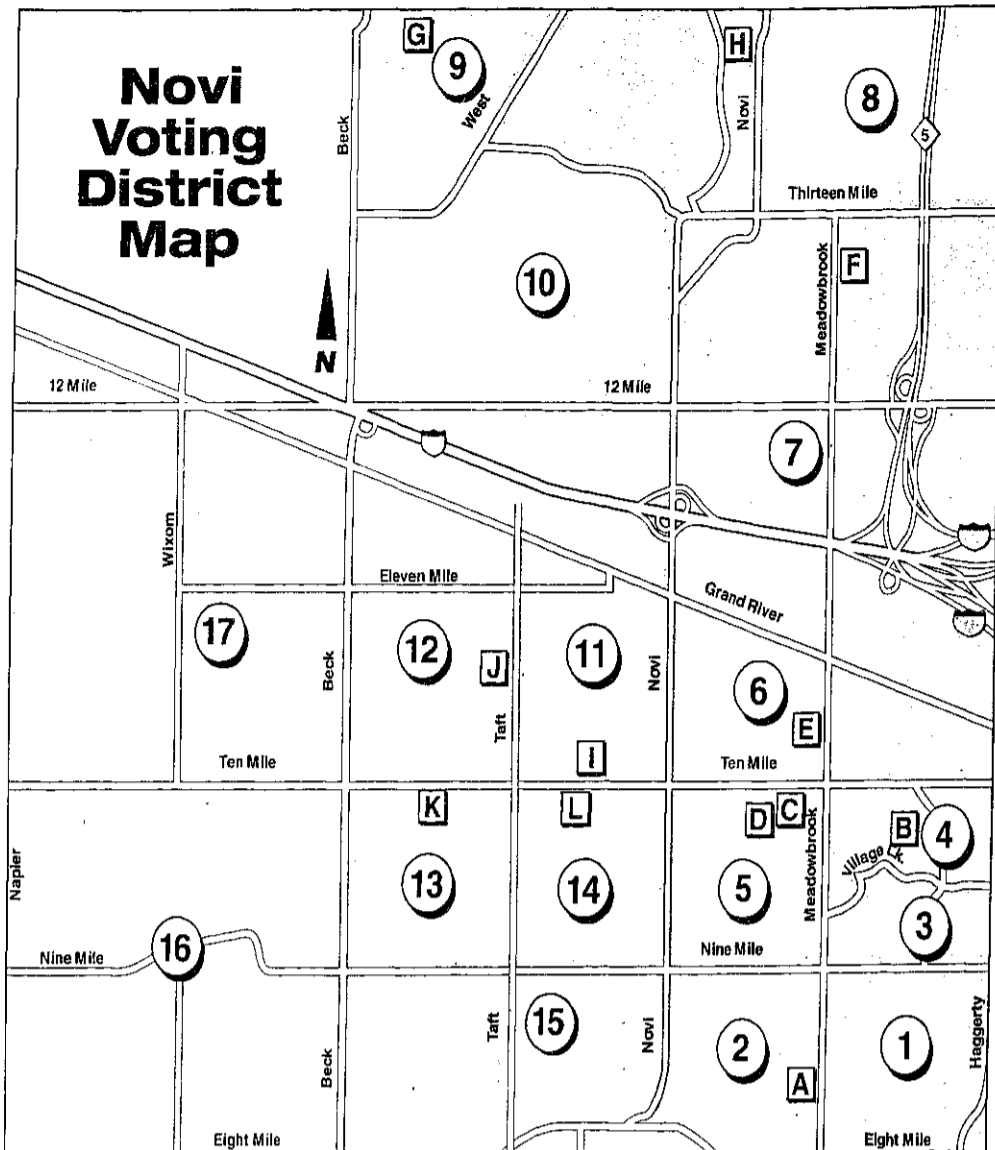 Novi
Voting
District
Map
G
9
West
Beck
H
Novi
8
5
Thirteen Mile
10
Meadowbrook
F
N
12 Mile
12 Mile
7
Wixom
Eleven Mile
Grand River
17
Beck
12
J
Taft
11
Novi
6
E
Ten Mile
I
Ten Mile
K
L
D
C
Meadowbrook
B
4
Village Lk.
Napier
13
14
5
3
Nine Mile
16
Nine Mile
Taft
15
Novi
2
1
Haggerty
Beck
A
Eight Mile
Eight Mile